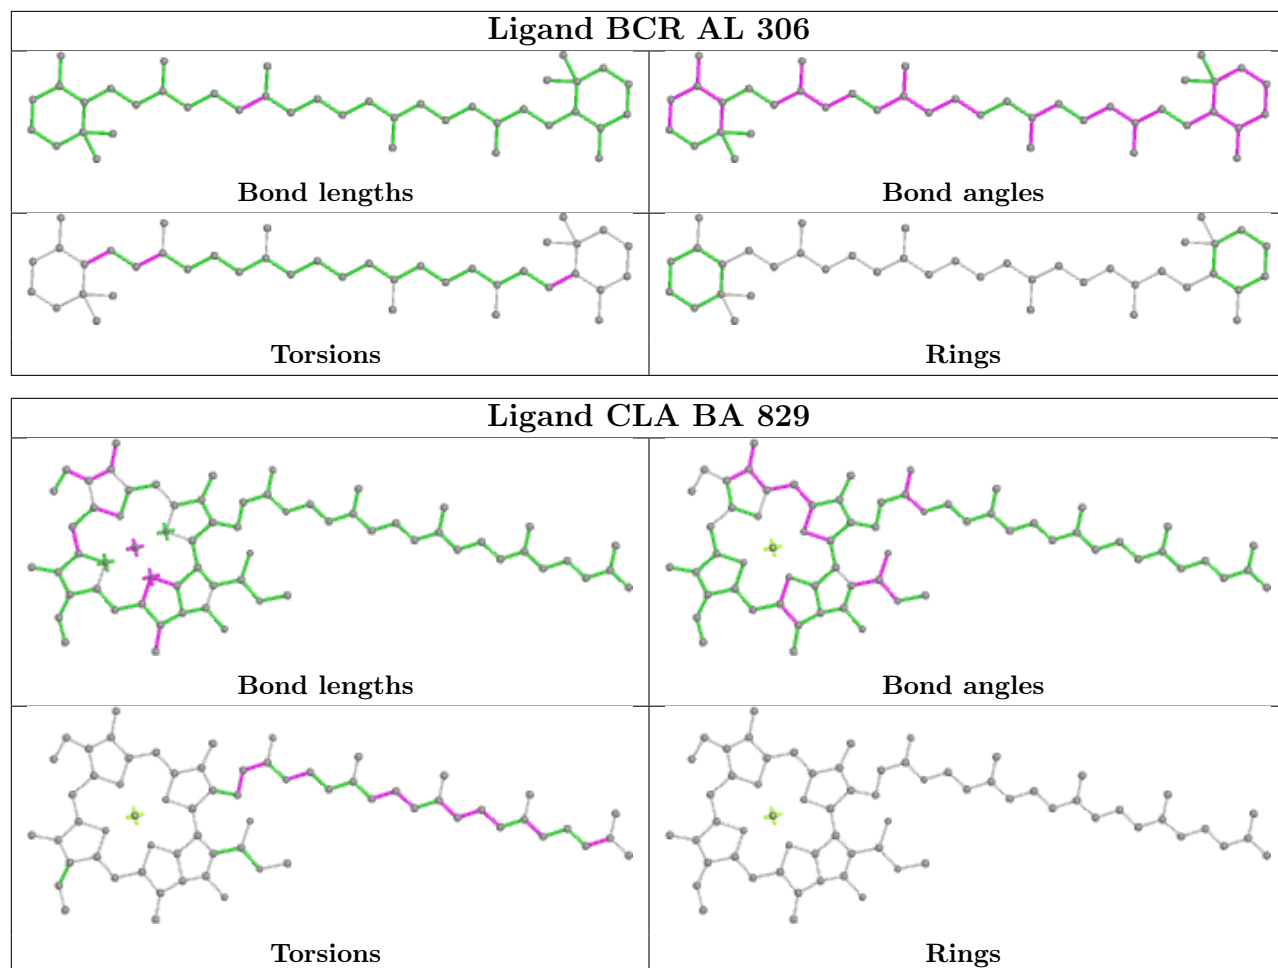 Ligand BCR AL 306
Bond lengths
Bond angles
Torsions
Rings
Ligand CLA BA 829
Bond lengths
Bond angles
Torsions
Rings